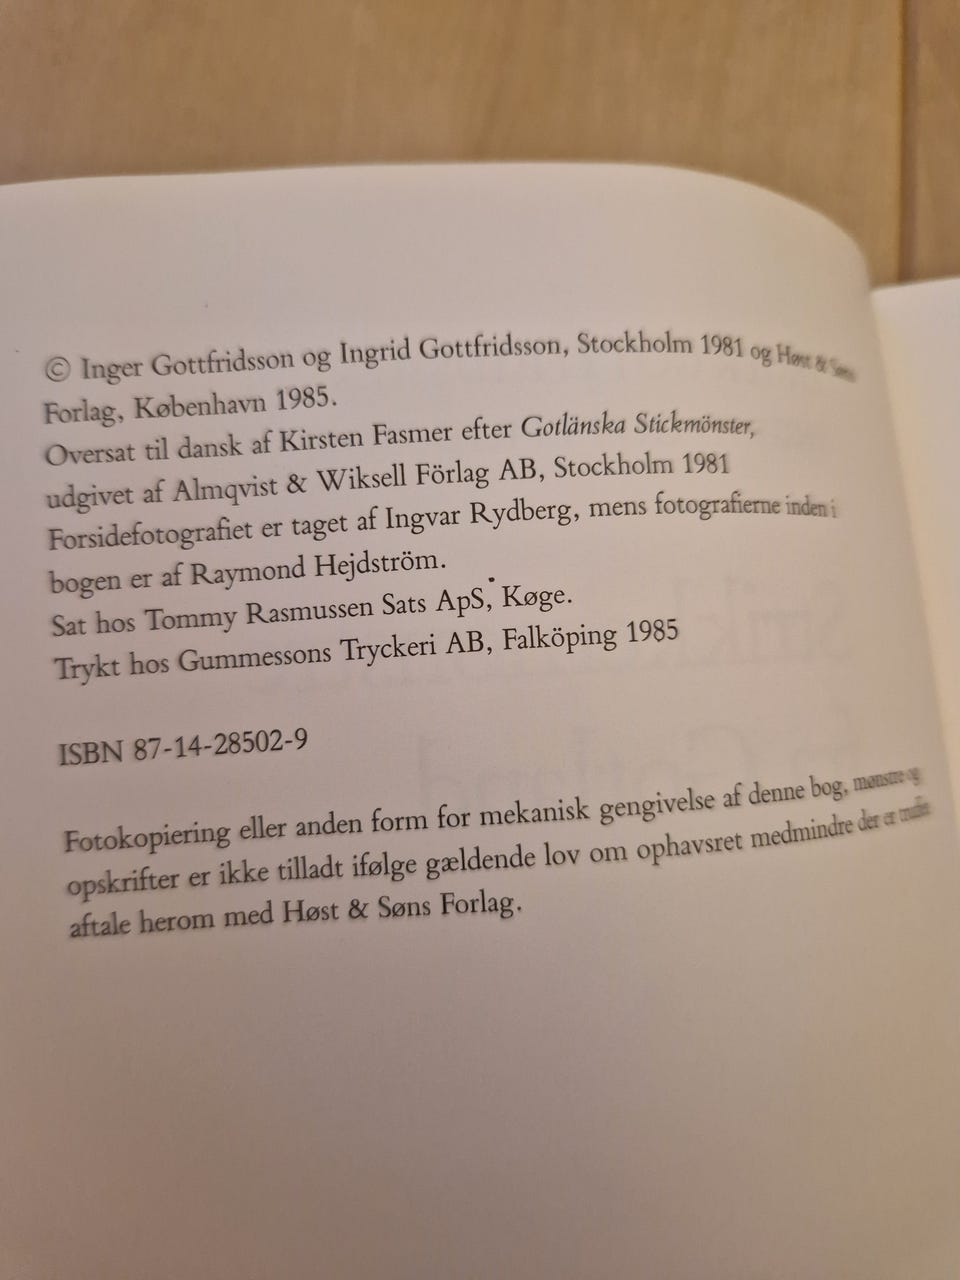 © Inger Gottfridsson og Ingrid Gottfridsson, Stockholm 1981 og Høst & Søns
Forlag, København 1985.
Oversat til dansk af Kirsten Fasmer efter Gotlänska Stickmönster,
udgivet af Almqvist & Wiksell Förlag AB, Stockholm 1981
Forsidefotografiet er taget af Ingvar Rydberg, mens fotografierne inden i
bogen er af Raymond Hejdström.
Sat hos Tommy Rasmussen Sats ApS, Køge.
Trykt hos Gummessons Tryckeri AB, Falköping 1985
ISBN 87-14-28502-9
Fotokopiering eller anden form for mekanisk gengivelse af denne bog, mønstre og
opskrifter er ikke tilladt ifølge gældende lov om ophavsret medmindre der er truffet
aftale herom med Høst & Søns Forlag.